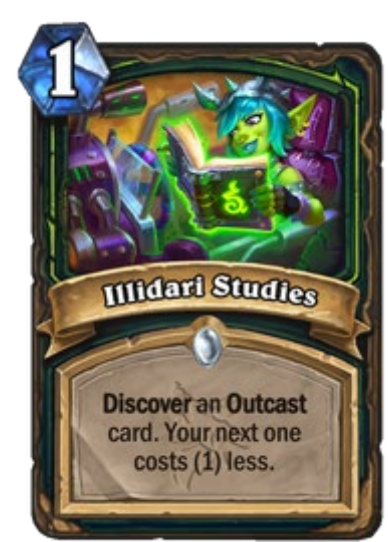 1
Illidari Studies
Discover an Outcast
card. Your next one
costs (1) less.